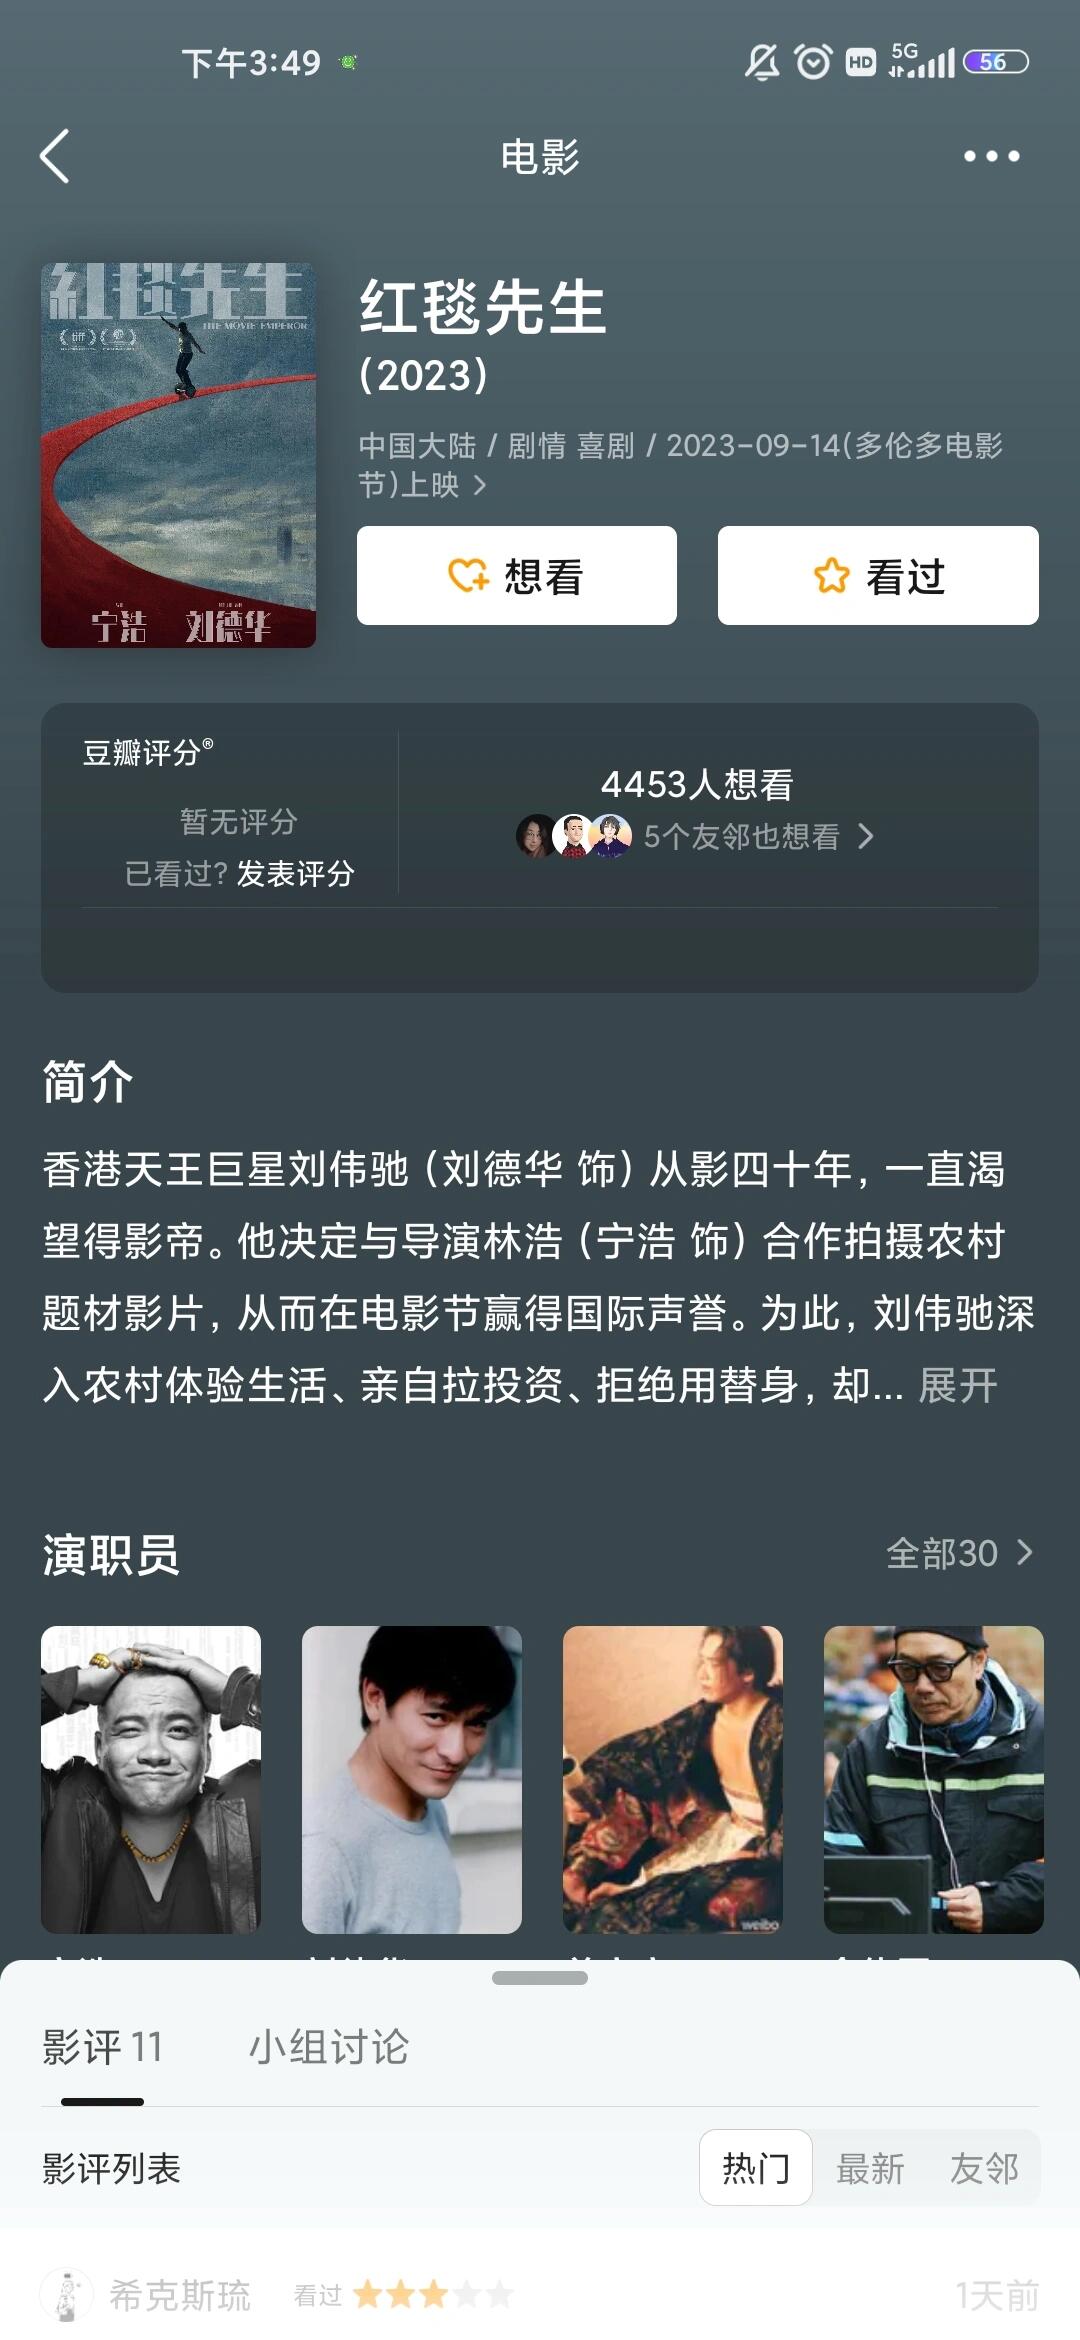 下午3:49
HD
5G
56
电影
紅毯先生
THE MOVIE EMPEROR
tiff
宁浩 刘德华
红毯先生
(2023)
中国大陆 / 剧情 喜剧 / 2023-09-14(多伦多电影
节)上映
想看
看过
豆瓣评分®
暂无评分
已看过? 发表评分
4453人想看
5个友邻也想看
简介
香港天王巨星刘伟驰（刘德华 饰）从影四十年，一直渴
望得影帝。他决定与导演林浩（宁浩 饰）合作拍摄农村
题材影片，从而在电影节赢得国际声誉。为此，刘伟驰深
入农村体验生活、亲自拉投资、拒绝用替身，却... 展开
演职员
全部30
weibo
影评 11
小组讨论
影评列表
热门
最新
友邻
希克斯琉
看过
1天前